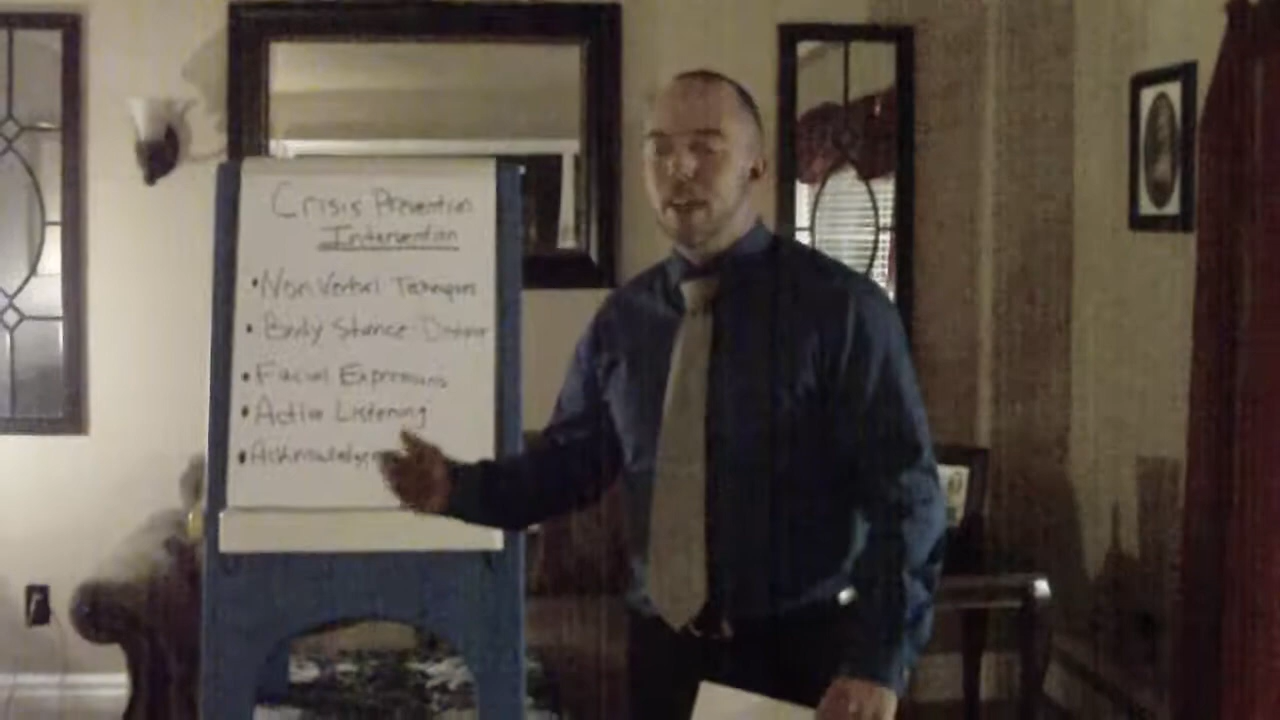 Crisis Prevention
Intervention
• Non Verbal Techniques
• Body Stance
• Facial Expressions
• Active Listening